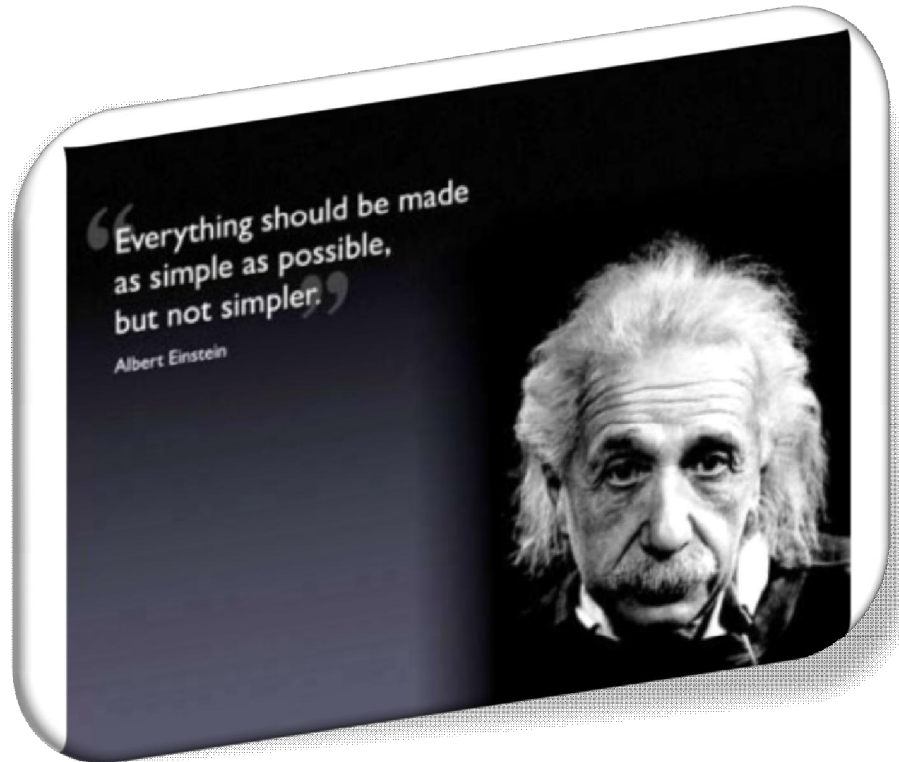 “Everything should be made
as simple as possible,
but not simpler.”
Albert Einstein